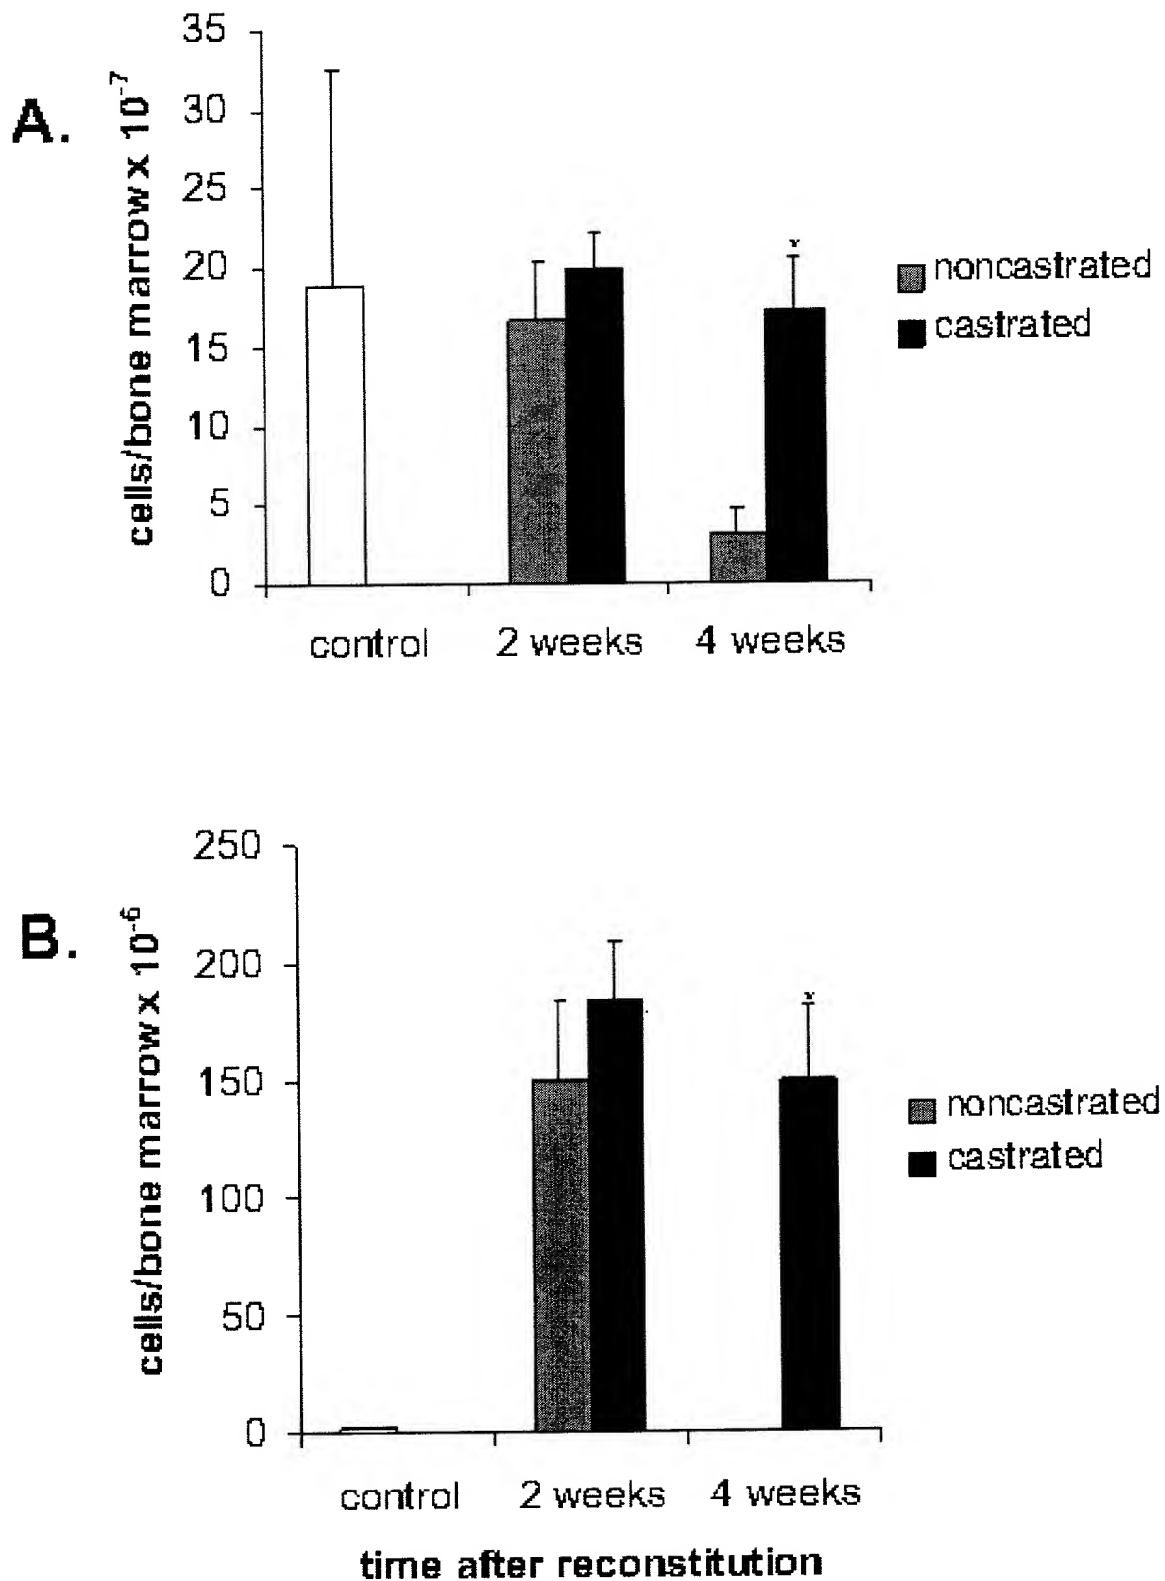 A.
cells/bone marrow x 10⁻⁷
35
30
25
20
15
10
5
0
control 2 weeks 4 weeks
*
noncastrated
castrated
B.
cells/bone marrow x 10⁻⁶
250
200
150
100
50
0
control 2 weeks 4 weeks
*
noncastrated
castrated
time after reconstitution